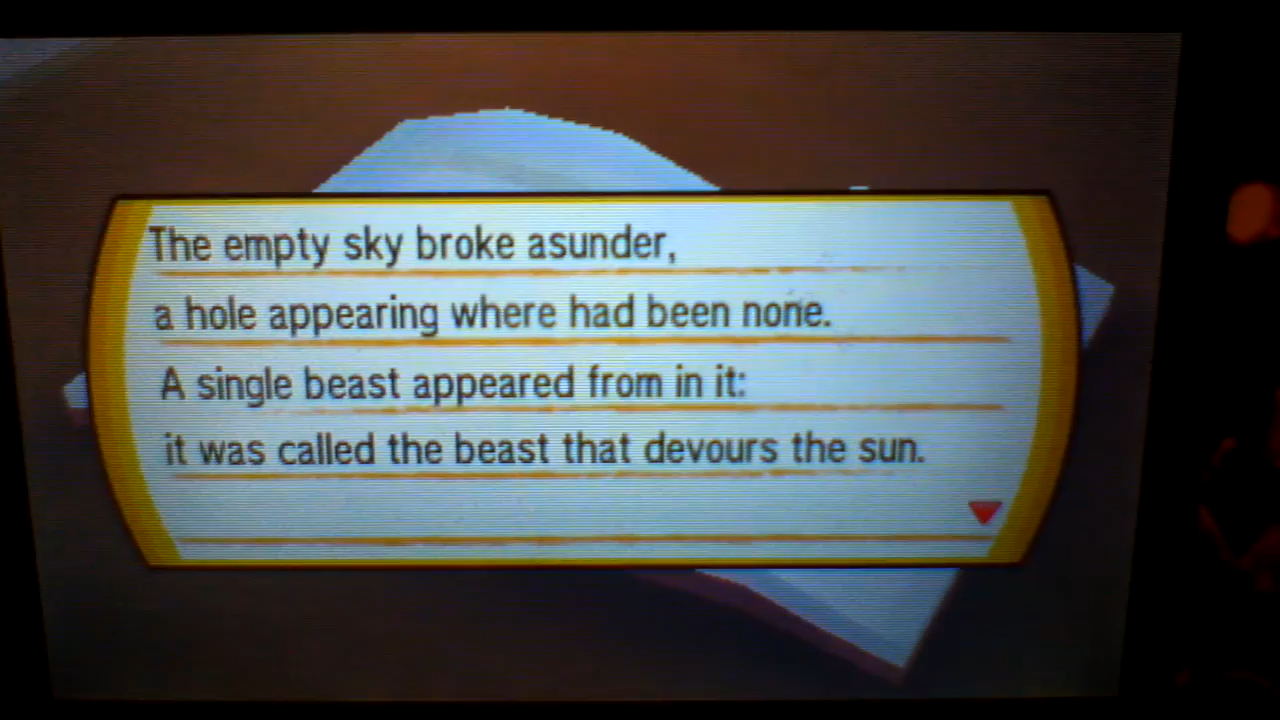 The empty sky broke asunder,
a hole appearing where had been none.
A single beast appeared from in it:
it was called the beast that devours the sun.